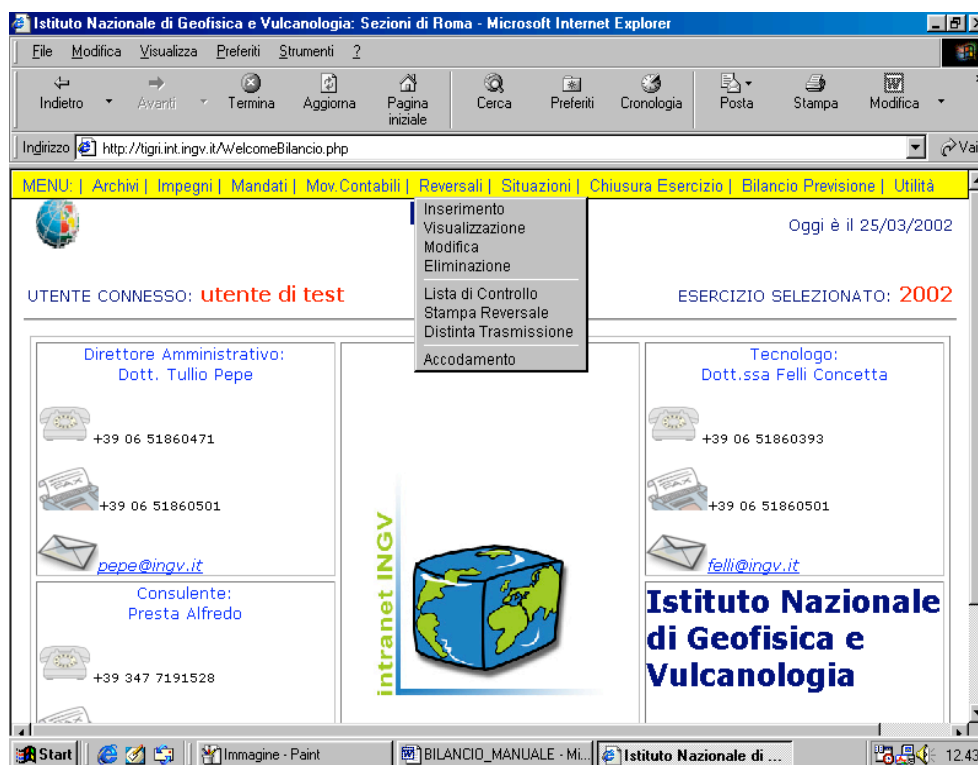 Istituto Nazionale di Geofisica e Vulcanologia: Sezioni di Roma - Microsoft Internet Explorer
File Modifica Visualizza Preferiti Strumenti ?
Indietro Avanti Termina Aggiorna Pagina iniziale Cerca Preferiti Cronologia Posta Stampa Modifica
Indirizzo http://tigri.int.ingv.it/WelcomeBilancio.php Vai
MENU: | Archivi | Impegni | Mandati | Mov.Contabili | Reversali | Situazioni | Chiusura Esercizio | Bilancio Previsione | Utilità
Inserimento
Visualizzazione
Modifica
Eliminazione
Lista di Controllo
Stampa Reversale
Distinta Trasmissione
Accodamento
Oggi è il 25/03/2002
UTENTE CONNESSO: utente di test
ESERCIZIO SELEZIONATO: 2002
Direttore Amministrativo:
Dott. Tullio Pepe
+39 06 51860471
FAX
+39 06 51860501
pepe@ingv.it
Consulente:
Presta Alfredo
+39 347 7191528
intranet INGV
Tecnologo:
Dott.ssa Felli Concetta
+39 06 51860393
FAX
+39 06 51860501
felli@ingv.it
Istituto Nazionale
di Geofisica e
Vulcanologia
Start Immagine - Paint BILANCIO_MANUALE - Mi... Istituto Nazionale di ... 12.43